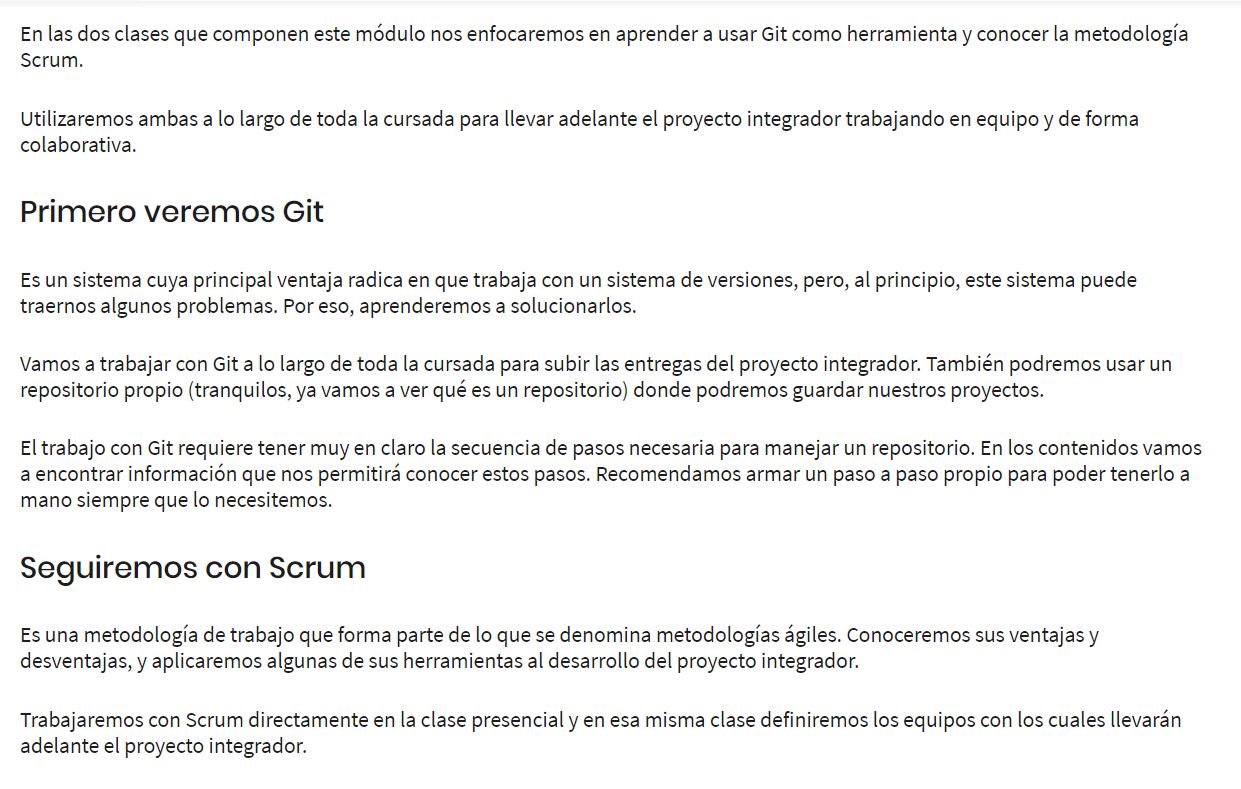 En las dos clases que componen este módulo nos enfocaremos en aprender a usar Git como herramienta y conocer la metodología
Scrum.
Utilizaremos ambas a lo largo de toda la cursada para llevar adelante el proyecto integrador trabajando en equipo y de forma
colaborativa.
Primero veremos Git
Es un sistema cuya principal ventaja radica en que trabaja con un sistema de versiones, pero, al principio, este sistema puede
traernos algunos problemas. Por eso, aprenderemos a solucionarlos.
Vamos a trabajar con Git a lo largo de toda la cursada para subir las entregas del proyecto integrador. También podremos usar un
repositorio propio (tranquilos, ya vamos a ver qué es un repositorio) donde podremos guardar nuestros proyectos.
El trabajo con Git requiere tener muy en claro la secuencia de pasos necesaria para manejar un repositorio. En los contenidos vamos
a encontrar información que nos permitirá conocer estos pasos. Recomendamos armar un paso a paso propio para poder tenerlo a
mano siempre que lo necesitemos.
Seguiremos con Scrum
Es una metodología de trabajo que forma parte de lo que se denomina metodologías ágiles. Conoceremos sus ventajas y
desventajas, y aplicaremos algunas de sus herramientas al desarrollo del proyecto integrador.
Trabajaremos con Scrum directamente en la clase presencial y en esa misma clase definiremos los equipos con los cuales llevarán
adelante el proyecto integrador.